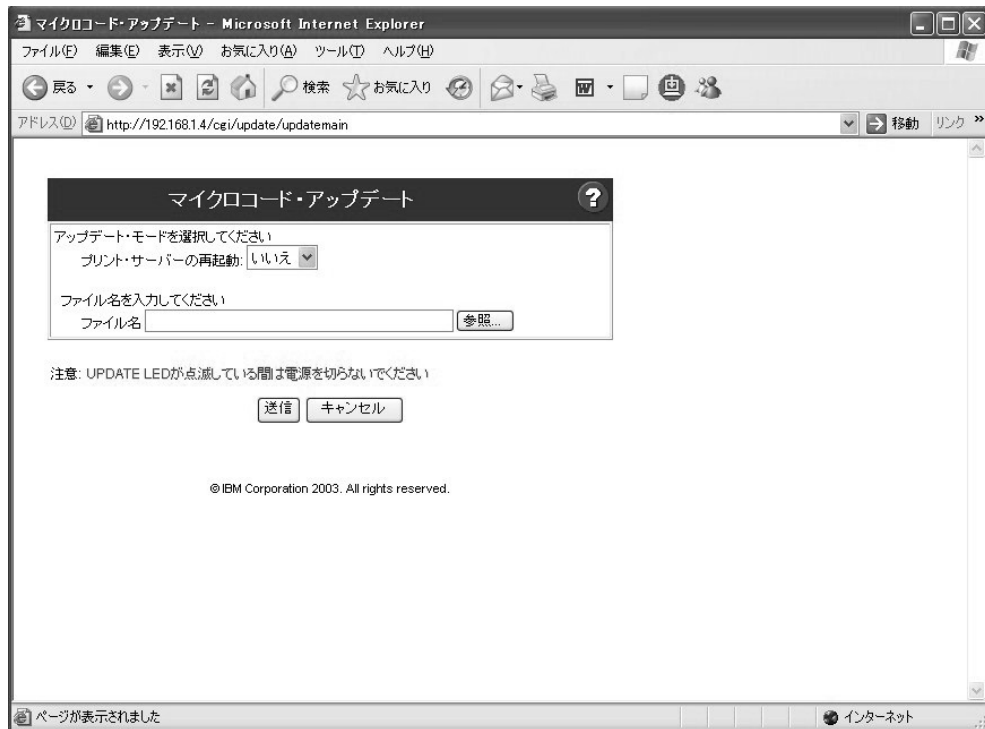 マイクロコード・アップデート - Microsoft Internet Explorer
ファイル(F) 編集(E) 表示(V) お気に入り(A) ツール(T) ヘルプ(H)
戻る 検索 お気に入り
アドレス(D) http://192.168.1.4/cgi/update/updatemain 移動 リンク »
マイクロコード・アップデート ?
アップデート・モードを選択してください
プリント・サーバーの再起動: いいえ
ファイル名を入力してください
ファイル名 参照...
注意: UPDATE LEDが点滅している間は電源を切らないでください
送信 キャンセル
© IBM Corporation 2003. All rights reserved.
ページが表示されました インターネット